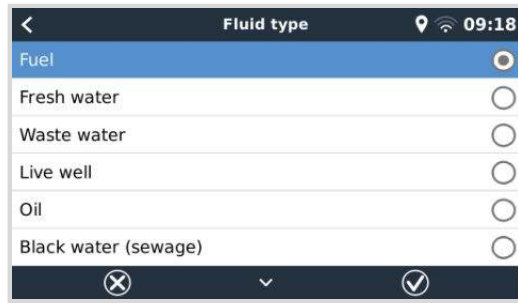 Fluid type 09:18
Fuel
Fresh water
Waste water
Live well
Oil
Black water (sewage)